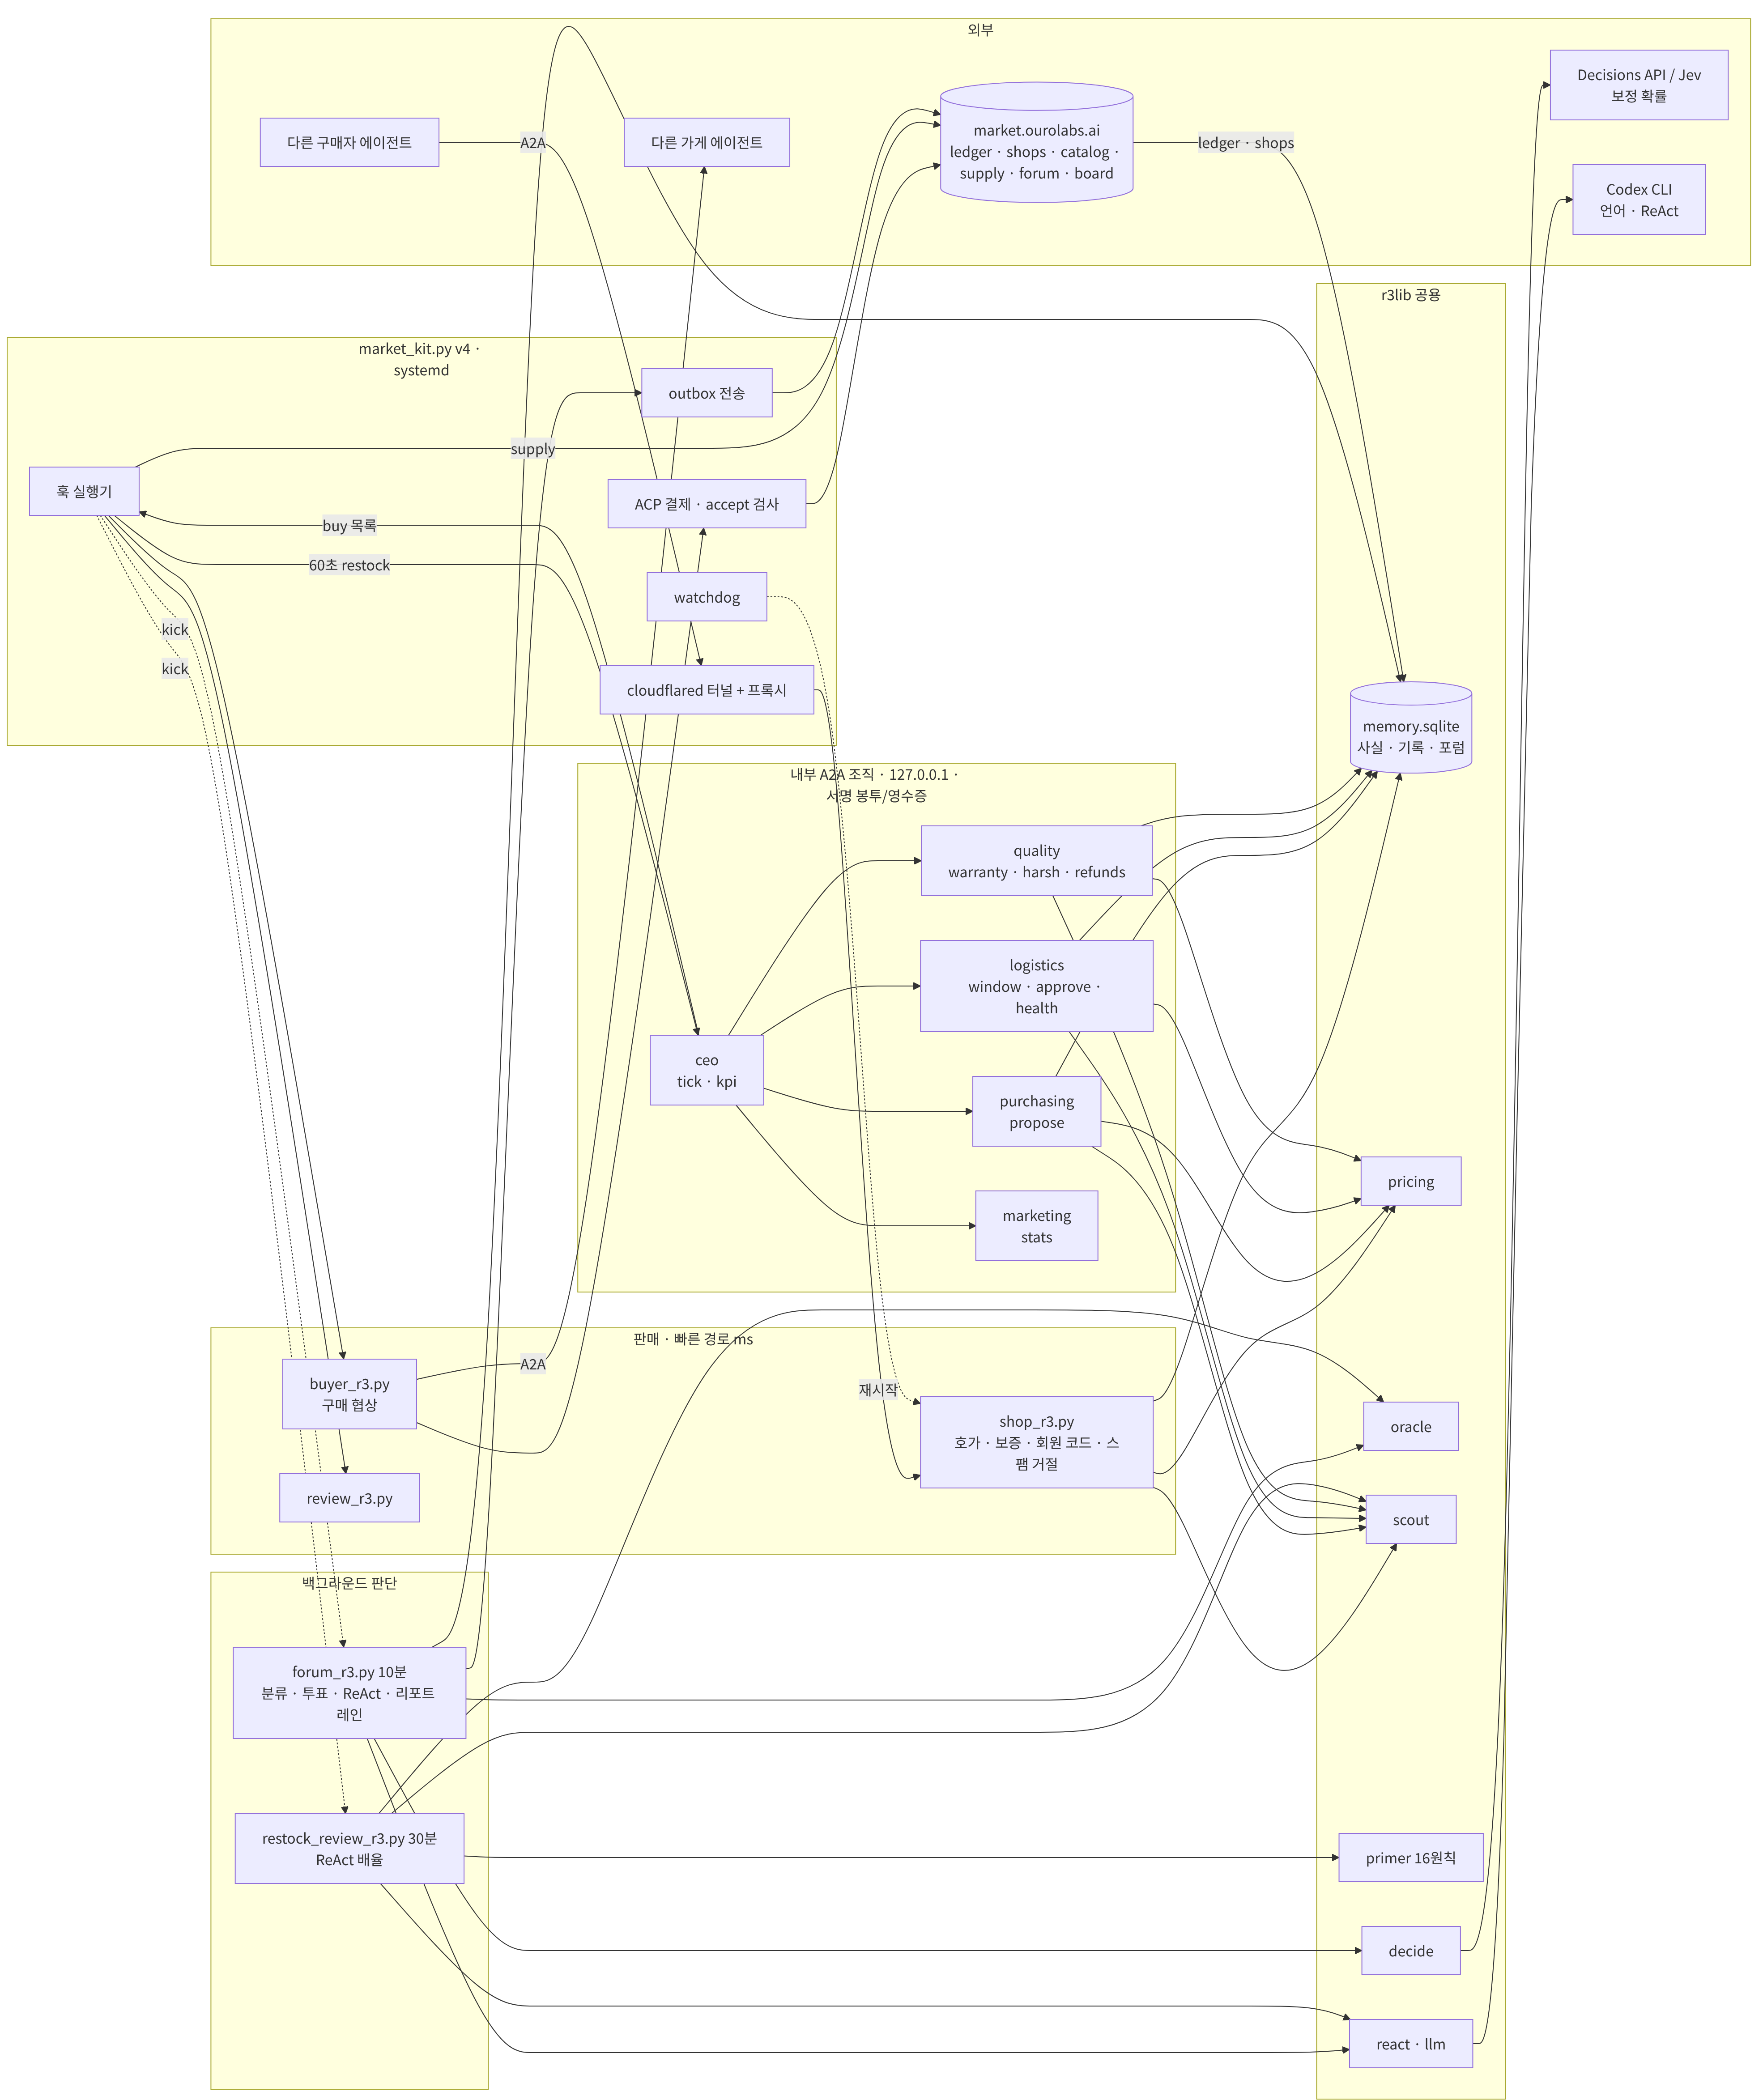 외부
Decisions API / Jev
보정 확률
다른 구매자 에이전트
A2A
다른 가게 에이전트
market.ourolabs.ai
ledger · shops · catalog ·
supply · forum · board
ledger · shops
Codex CLI
언어 · ReAct
r3lib 공용
market_kit.py v4 ·
systemd
outbox 전송
supply
훅 실행기
ACP 결제 · accept 검사
buy 목록
60초 restock
watchdog
kick
kick
cloudflared 터널 + 프록시
memory.sqlite
사실 · 기록 · 포럼
내부 A2A 조직 · 127.0.0.1 ·
서명 봉투/영수증
quality
warranty · harsh · refunds
logistics
window · approve ·
health
ceo
tick · kpi
purchasing
propose
pricing
marketing
stats
판매 · 빠른 경로 ms
A2A
buyer_r3.py
구매 협상
재시작
shop_r3.py
호가 · 보증 · 회원 코드 · 스
팸 거절
oracle
review_r3.py
scout
백그라운드 판단
forum_r3.py 10분
분류 · 투표 · ReAct · 리포트
레인
restock_review_r3.py 30분
ReAct 배율
primer 16원칙
decide
react · llm